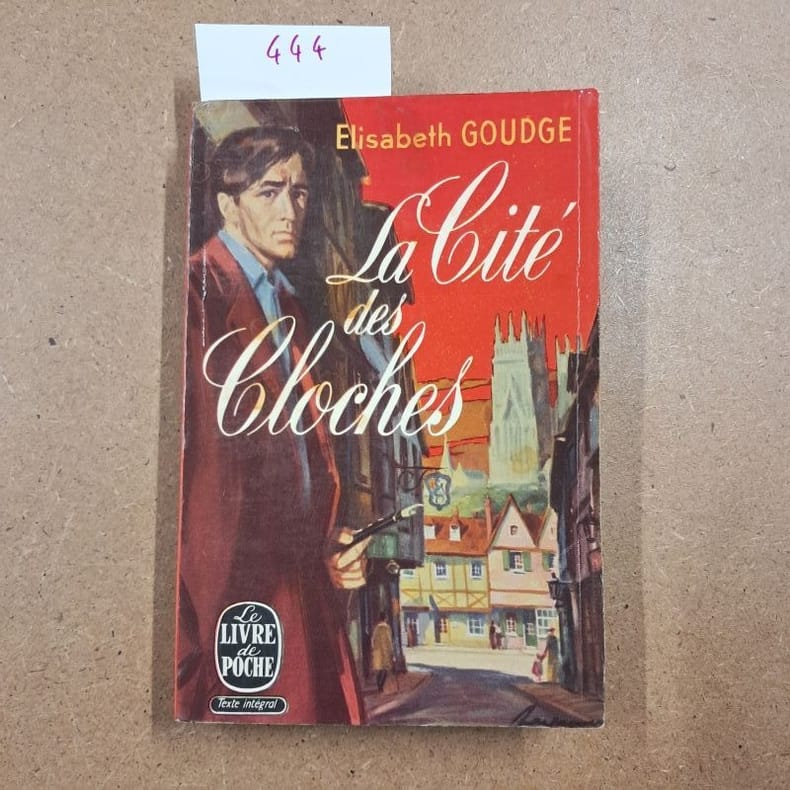 444
Elisabeth GOUDGE
La Cité
des
Cloches
Le
LIVRE
de
POCHE
Texte intégral